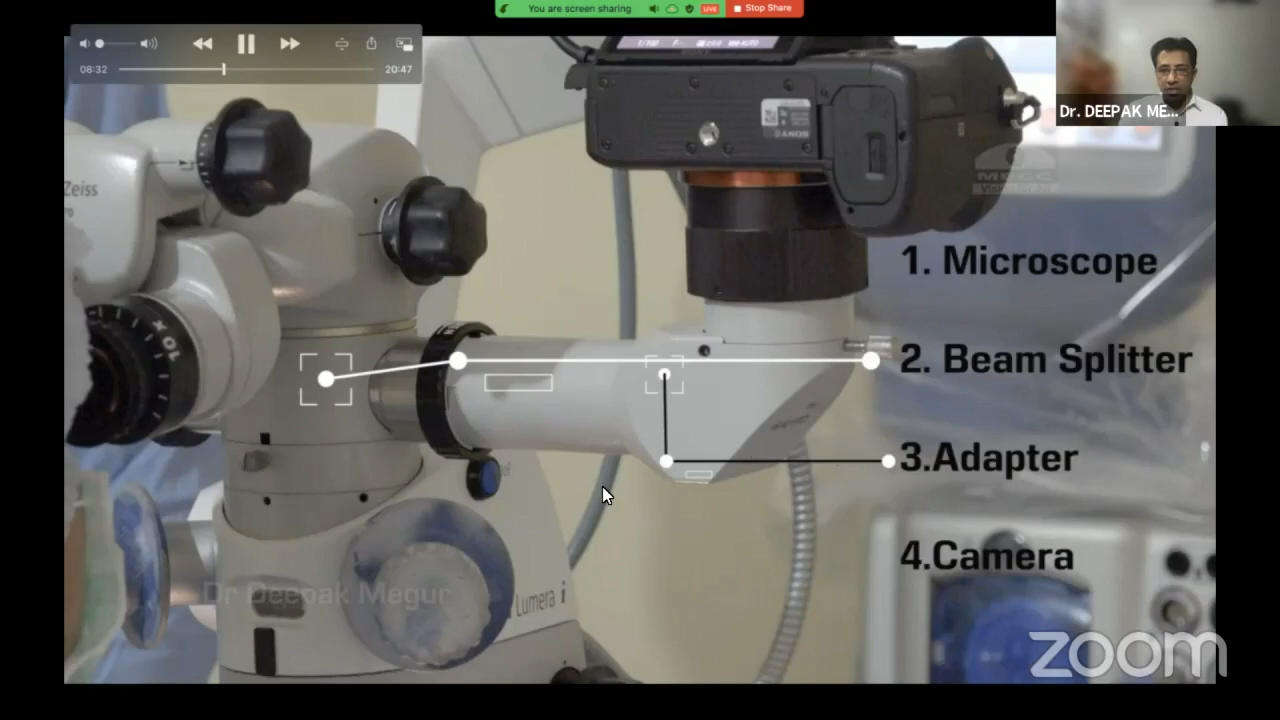 You are screen sharing
LIVE
Stop Share
08:32
20:47
Dr. DEEPAK ME...
Zeiss
SONY
10x
1. Microscope
2. Beam Splitter
3.Adapter
4.Camera
Dr Deepak Megur
Lumera i
zoom